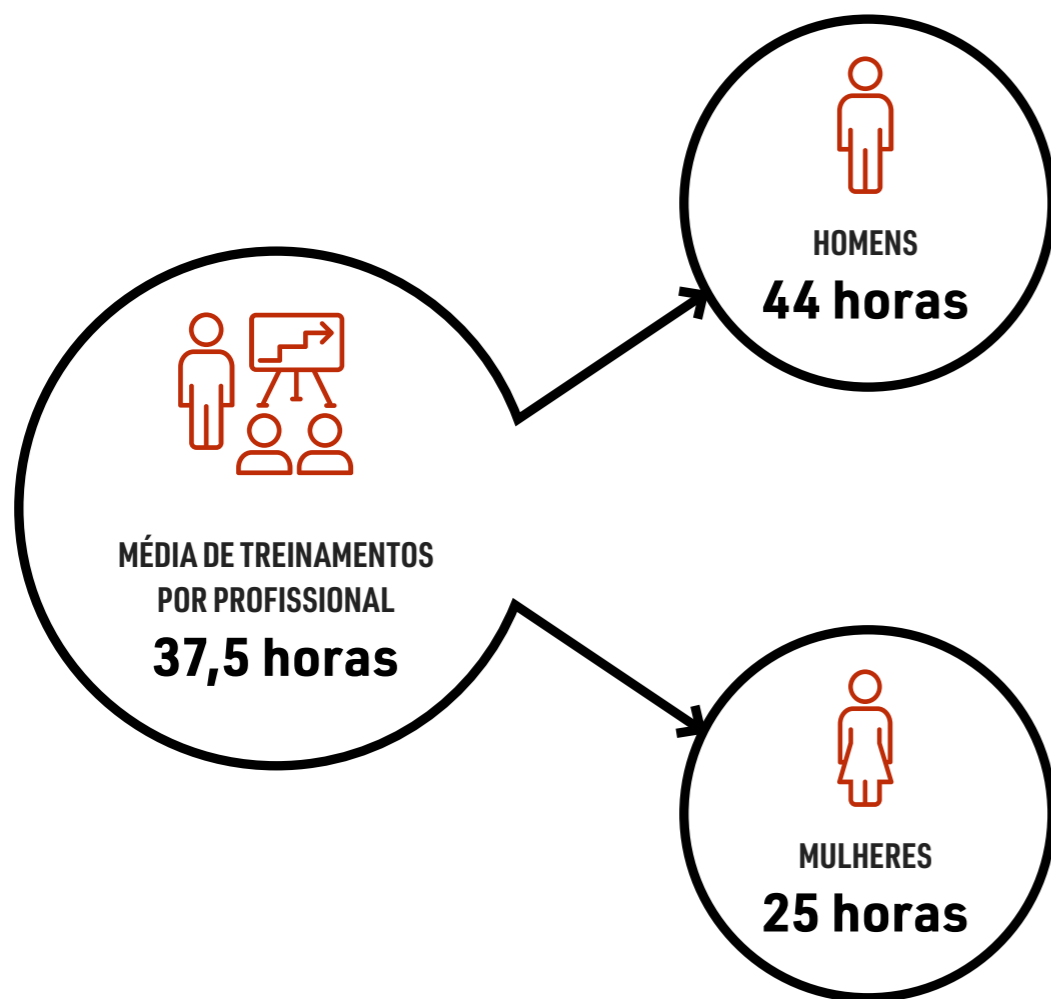 HOMENS
44 horas
MÉDIA DE TREINAMENTOS
POR PROFISSIONAL
37,5 horas
MULHERES
25 horas